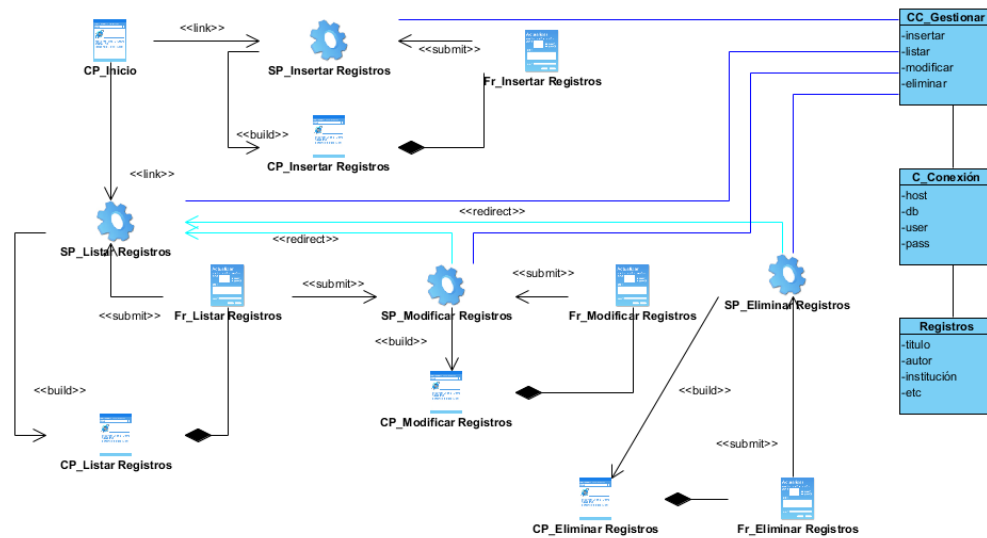 <<link>>
<<submit>>
CC_Gestionar
-insertar
-listar
-modificar
-eliminar
CP_Inicio
SP_Insertar Registros
Fr_Insertar Registros
<<build>>
CP_Insertar Registros
<<link>>
C_Conexión
-host
-db
-user
-pass
<<redirect>>
<<redirect>>
SP_Listar Registros
<<submit>>
<<submit>>
<<submit>>
Fr_Listar Registros
SP_Modificar Registros
Fr_Modificar Registros
SP_Eliminar Registros
Registros
-titulo
-autor
-institución
-etc
<<build>>
<<build>>
<<build>>
CP_Modificar Registros
<<submit>>
CP_Listar Registros
CP_Eliminar Registros
Fr_Eliminar Registros